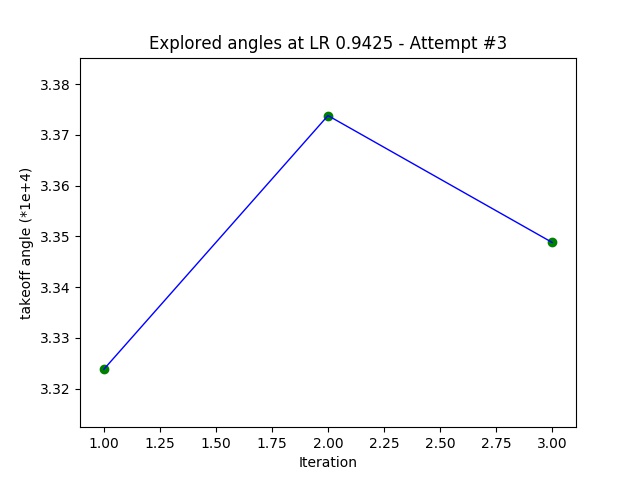 Explored angles at LR 0.9425 - Attempt #3
takeoff angle (*1e+4)
3.38
3.37
3.36
3.35
3.34
3.33
3.32
1.00 1.25 1.50 1.75 2.00 2.25 2.50 2.75 3.00
Iteration